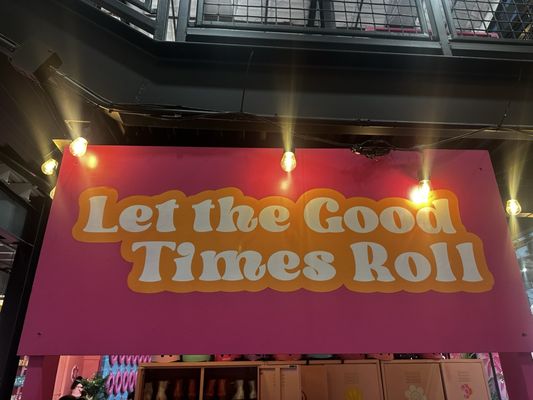 Let the Good
Times Roll